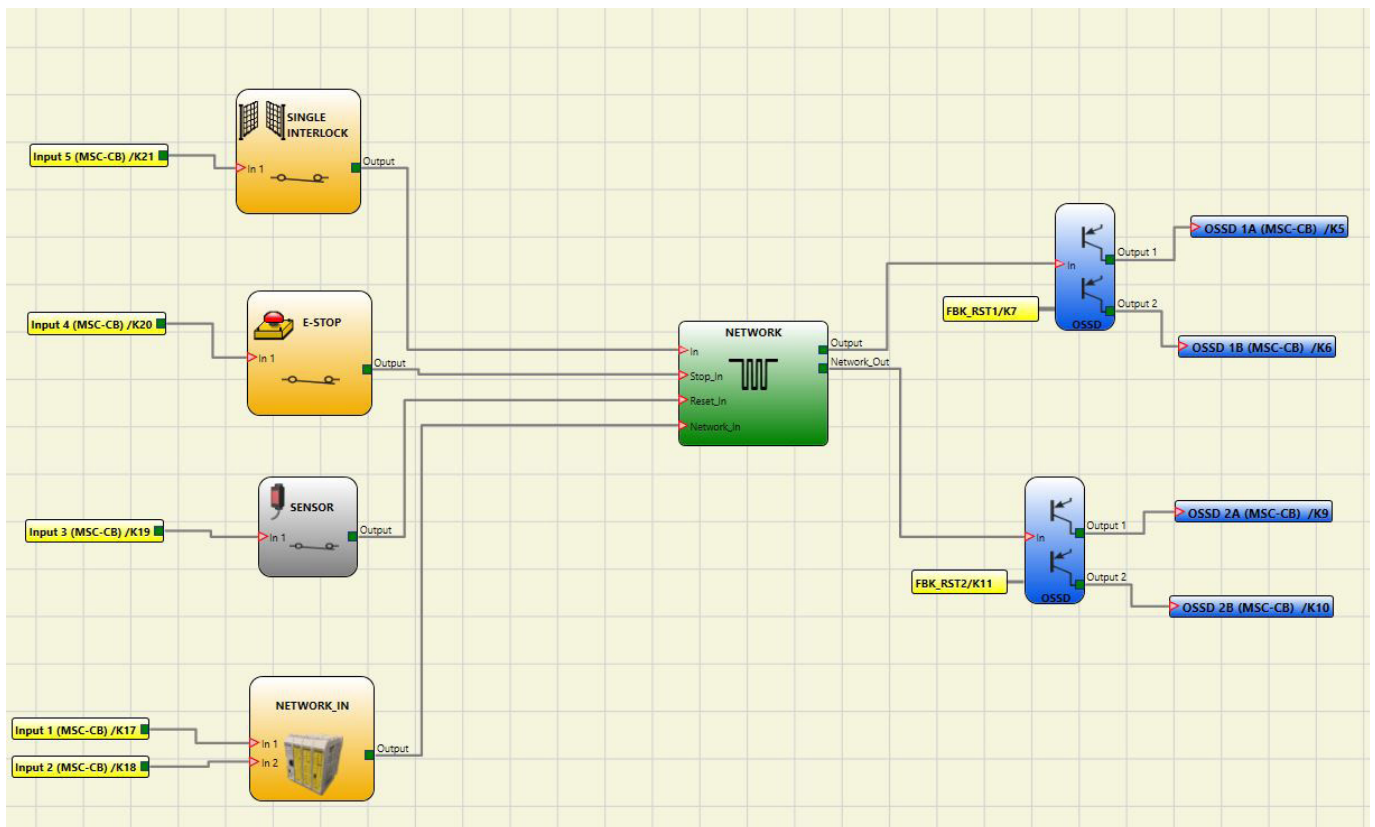 SINGLE
INTERLOCK
Input 5 (MSC-CB) /K21
In 1
Output
E-STOP
Input 4 (MSC-CB) /K20
In 1
Output
SENSOR
Input 3 (MSC-CB) /K19
In 1
Output
NETWORK_IN
Input 1 (MSC-CB) /K17
In 1
Output
Input 2 (MSC-CB) /K18
In 2
NETWORK
In
Output
Stop_In
Network_Out
Reset_In
Network_In
OSSD 1A (MSC-CB) /K5
Output 1
In
FBK_RST1/K7
Output 2
OSSD
OSSD 1B (MSC-CB) /K6
OSSD 2A (MSC-CB) /K9
Output 1
In
FBK_RST2/K11
Output 2
OSSD
OSSD 2B (MSC-CB) /K10